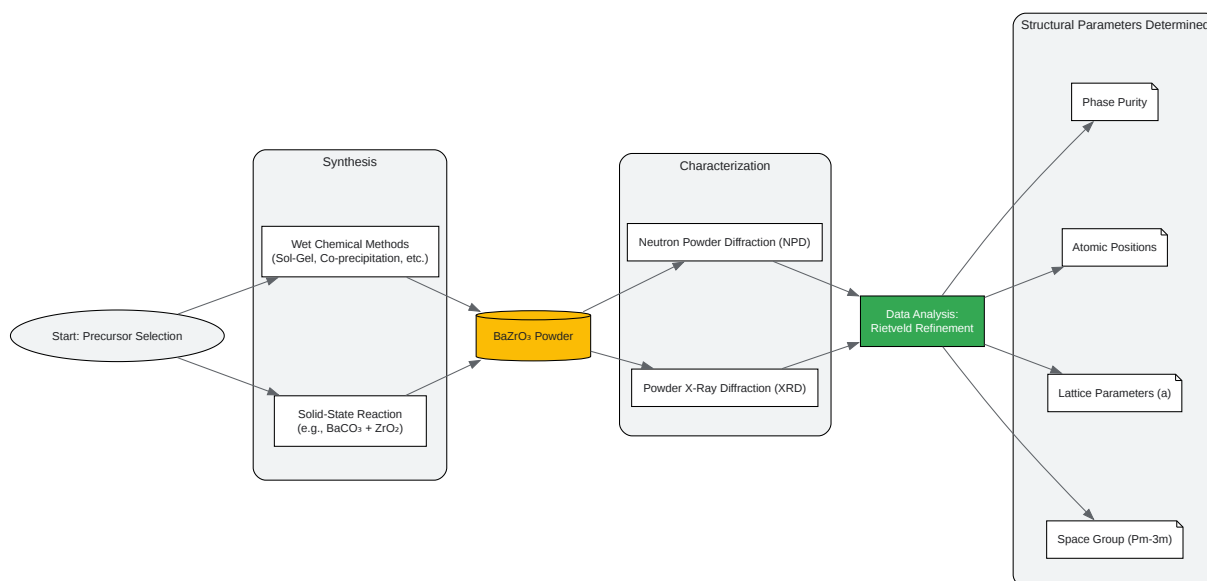 Start: Precursor Selection
Synthesis
Wet Chemical Methods
(Sol-Gel, Co-precipitation, etc.)
Solid-State Reaction
(e.g., BaCO₃ + ZrO₂)
BaZrO₃ Powder
Characterization
Neutron Powder Diffraction (NPD)
Powder X-Ray Diffraction (XRD)
Data Analysis:
Rietveld Refinement
Structural Parameters Determined
Phase Purity
Atomic Positions
Lattice Parameters (a)
Space Group (Pm-3m)